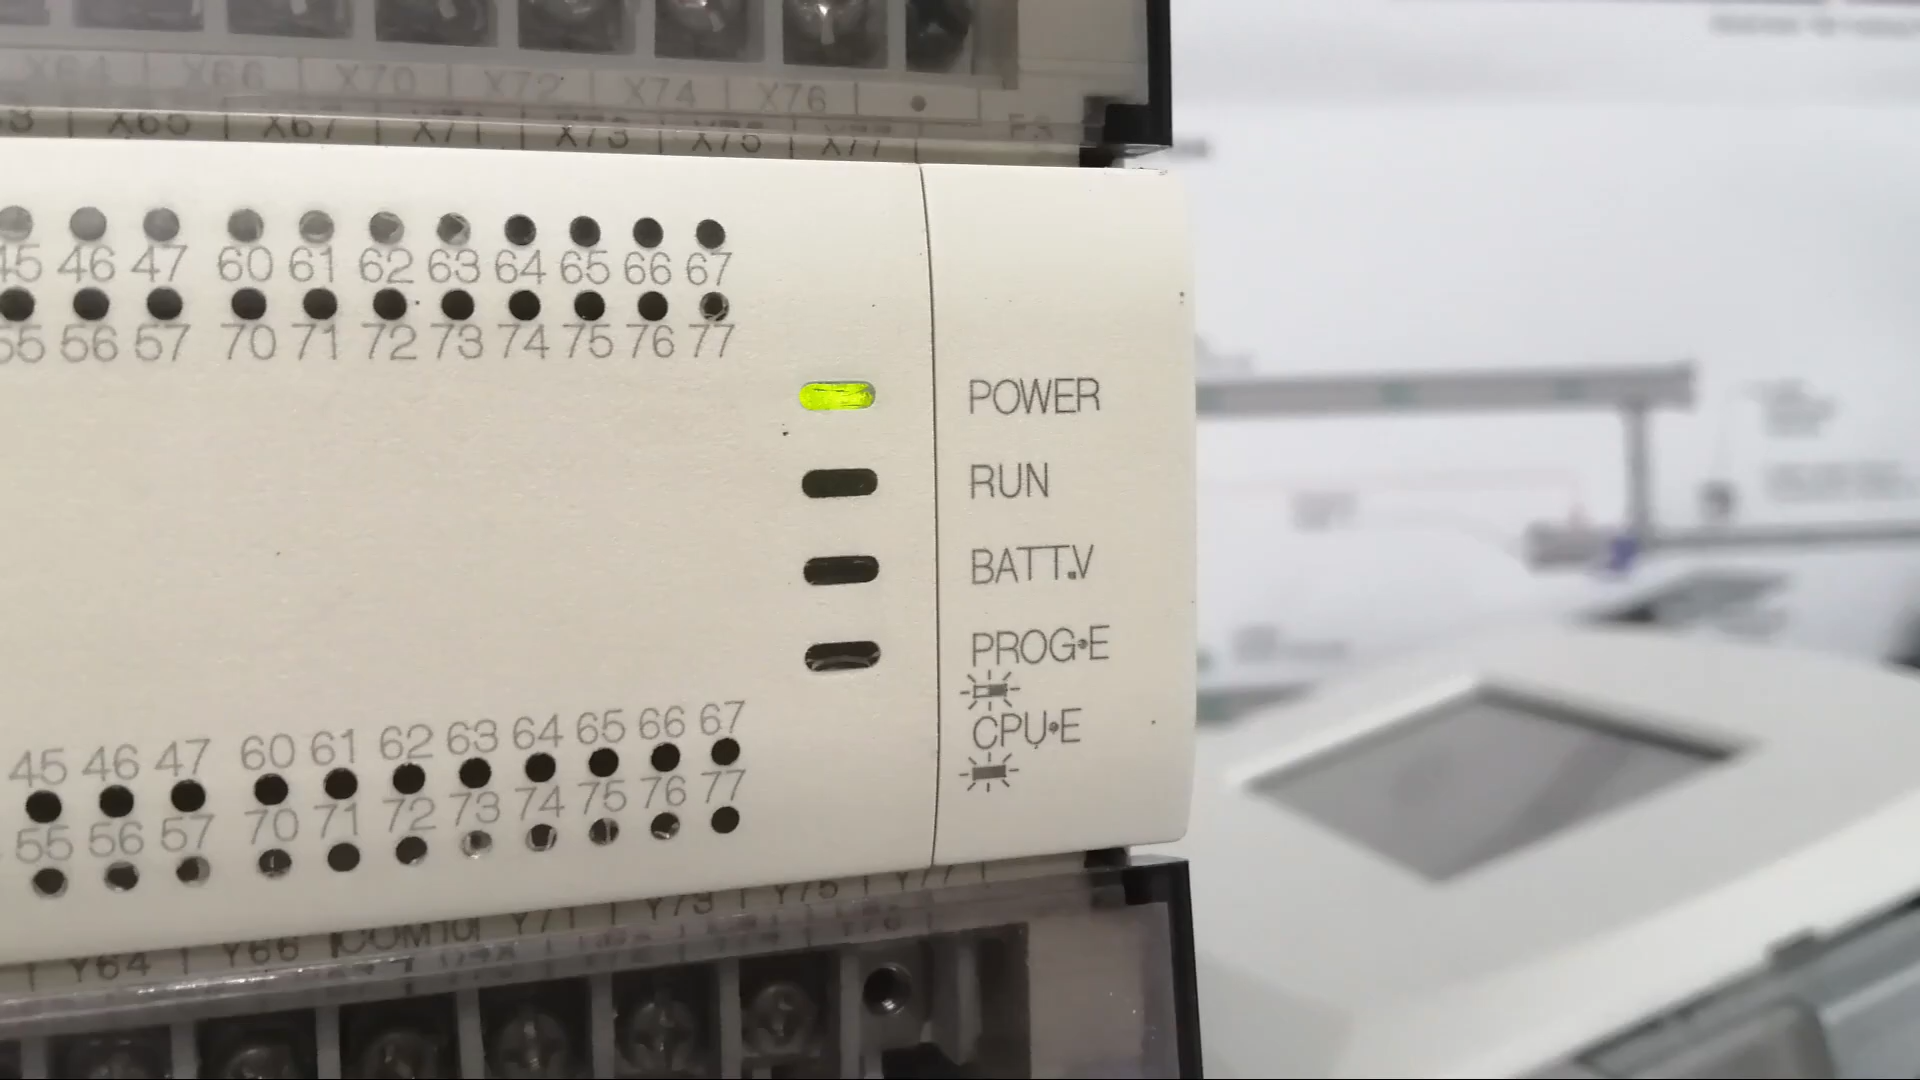 X64 X66 X70 X72 X74 X76
X65 X67 X71 X73 X75 X77
45 46 47 60 61 62 63 64 65 66 67
55 56 57 70 71 72 73 74 75 76 77
POWER
RUN
BATT.V
PROG•E
CPU•E
45 46 47 60 61 62 63 64 65 66 67
55 56 57 70 71 72 73 74 75 76 77
Y64 Y66 COM10 Y71 Y73 Y75 Y77